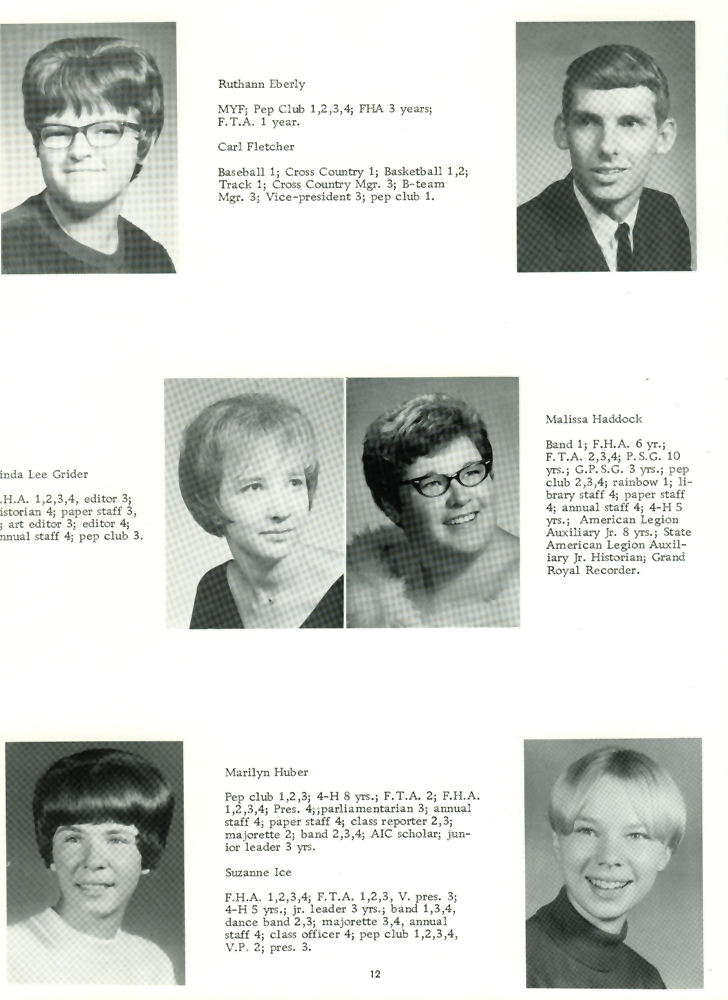 Ruthann Eberly
MYF; Pep Club 1,2,3,4; FHA 3 years;
F.T.A. 1 year.
Carl Fletcher
Baseball 1; Cross Country 1; Basketball 1,2;
Track 1; Cross Country Mgr. 3; B-team
Mgr. 3; Vice-president 3; pep club 1.
inda Lee Grider
.H.A. 1,2,3,4, editor 3;
istorian 4; paper staff 3,
; art editor 3; editor 4;
nnual staff 4; pep club 3.
Malissa Haddock
Band 1; F.H.A. 6 yr.;
F.T.A. 2,3,4; P.S.G. 10
yrs.; G.P.S.G. 3 yrs.; pep
club 2,3,4; rainbow 1; li-
brary staff 4; paper staff
4; annual staff 4; 4-H 5
yrs.; American Legion
Auxiliary Jr. 8 yrs.; State
American Legion Auxil-
iary Jr. Historian; Grand
Royal Recorder.
Marilyn Huber
Pep club 1,2,3; 4-H 8 yrs.; F.T.A. 2; F.H.A.
1,2,3,4; Pres. 4;;parliamentarian 3; annual
staff 4; paper staff 4; class reporter 2,3;
majorette 2; band 2,3,4; AIC scholar; jun-
ior leader 3 yrs.
Suzanne Ice
F.H.A. 1,2,3,4; F.T.A. 1,2,3, V. pres. 3;
4-H 5 yrs.; jr. leader 3 yrs.; band 1,3,4,
dance band 2,3; majorette 3,4, annual
staff 4; class officer 4; pep club 1,2,3,4,
V.P. 2; pres. 3.
12